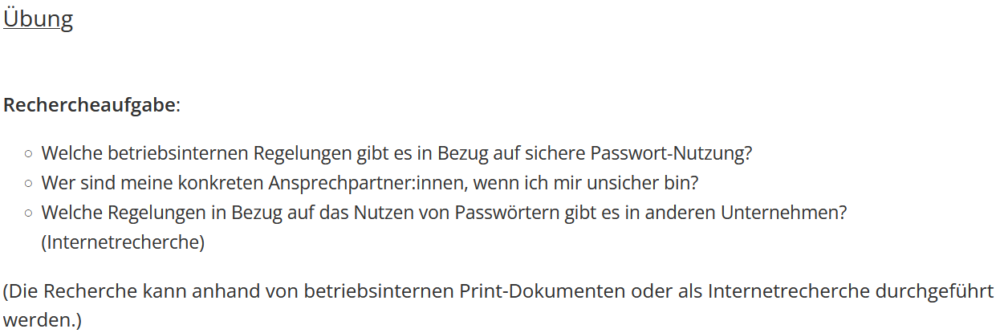 Übung
Rechercheaufgabe:
○ Welche betriebsinternen Regelungen gibt es in Bezug auf sichere Passwort-Nutzung?
○ Wer sind meine konkreten Ansprechpartner:innen, wenn ich mir unsicher bin?
○ Welche Regelungen in Bezug auf das Nutzen von Passwörtern gibt es in anderen Unternehmen?
(Internetrecherche)
(Die Recherche kann anhand von betriebsinternen Print-Dokumenten oder als Internetrecherche durchgeführt
werden.)